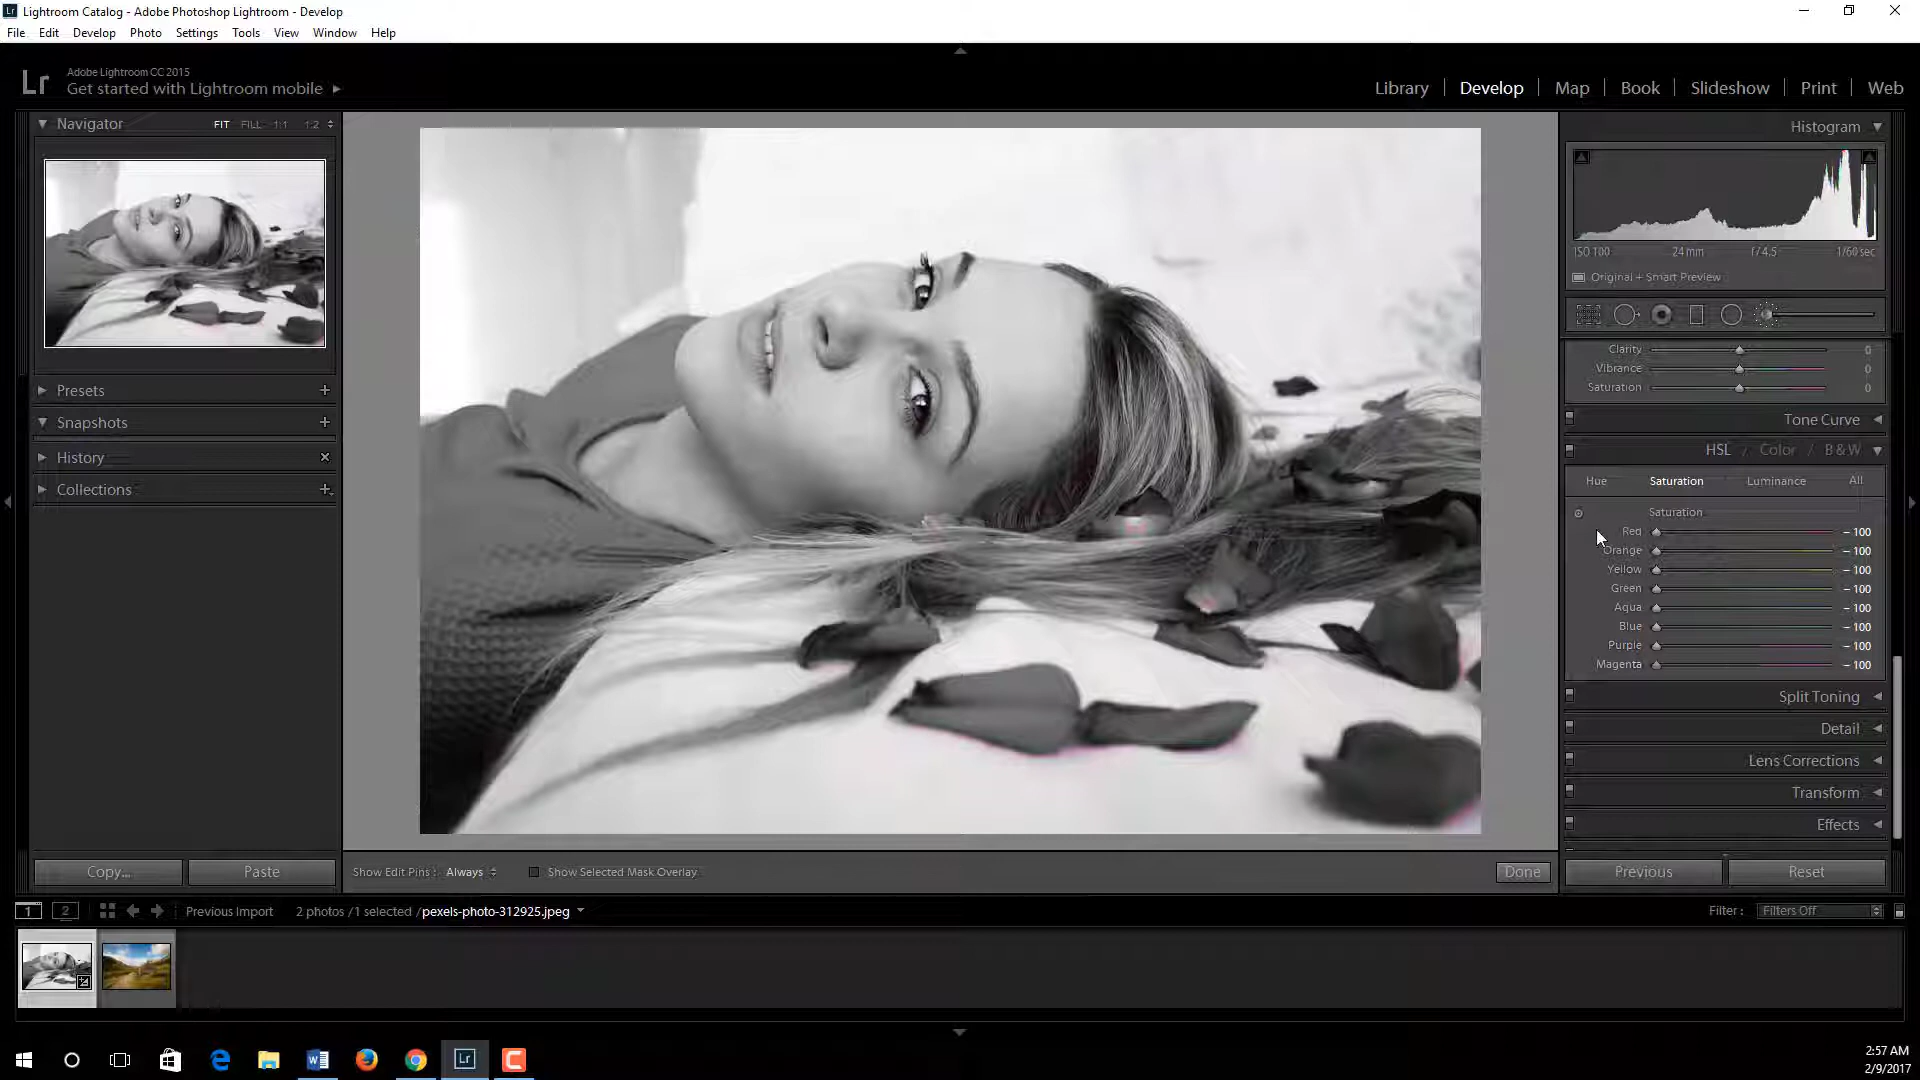 Lightroom Catalog - Adobe Photoshop Lightroom - Develop
File Edit Develop Photo Settings Tools View Window Help
Lr
Adobe Lightroom CC 2015
Get started with Lightroom mobile
Library Develop Map Book Slideshow Print Web
Navigator FIT FILL 1:1 1:2
Presets
Snapshots
History
Collections
Copy... Paste
Histogram
ISO 100 24 mm f / 4.5 1/60 sec
Original + Smart Preview
Clarity 0
Vibrance 0
Saturation 0
Tone Curve
HSL / Color / B & W
Hue Saturation Luminance All
Saturation
Red - 100
Orange - 100
Yellow - 100
Green - 100
Aqua - 100
Blue - 100
Purple - 100
Magenta - 100
Split Toning
Detail
Lens Corrections
Transform
Effects
Show Edit Pins : Always Show Selected Mask Overlay Done
Previous Reset
1 2 Previous Import 2 photos / 1 selected / pexels-photo-312925.jpeg Filter : Filters Off
2:57 AM
2/9/2017